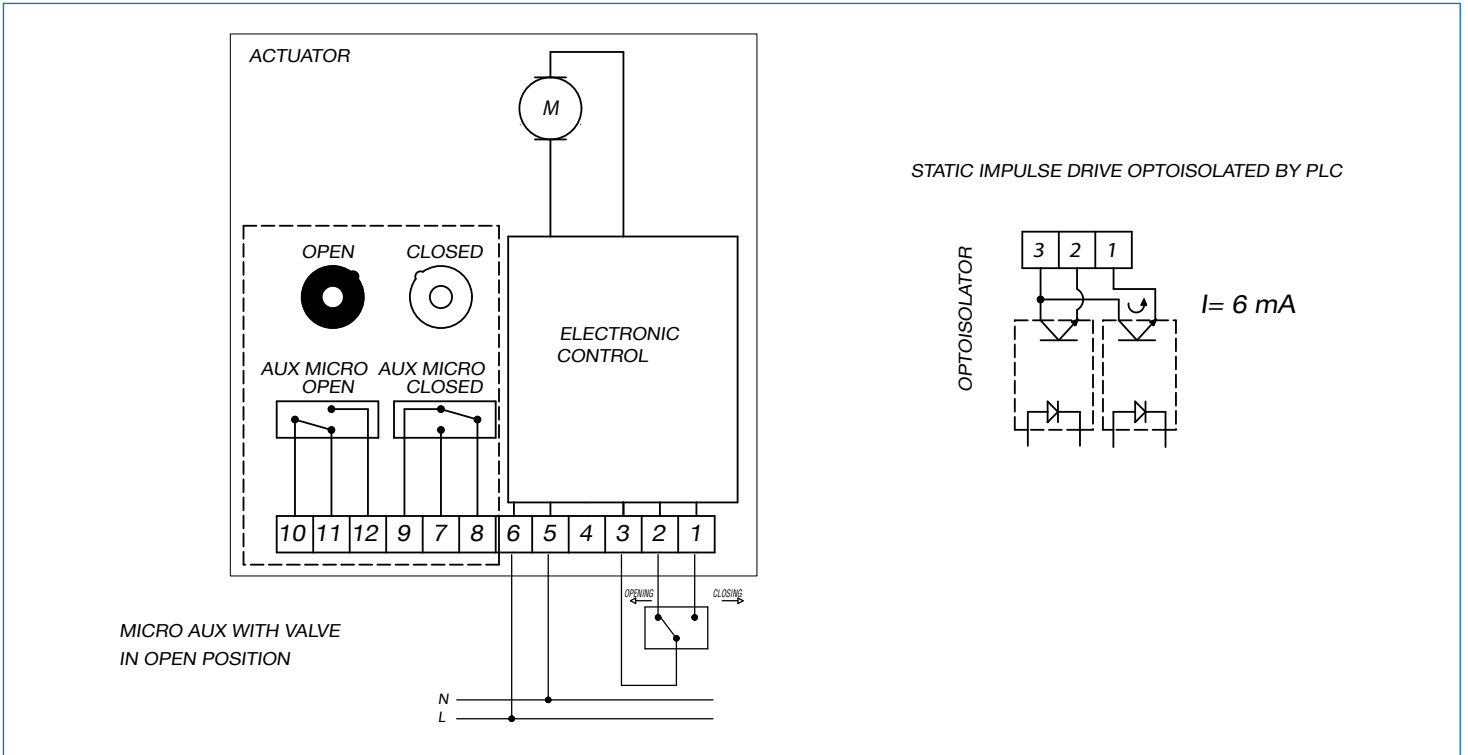 ACTUATOR
M
STATIC IMPULSE DRIVE OPTOISOLATED BY PLC
OPEN CLOSED
3 2 1
OPTOISOLATOR
I= 6 mA
ELECTRONIC
CONTROL
AUX MICRO AUX MICRO
OPEN CLOSED
10 11 12 9 7 8 6 5 4 3 2 1
OPENING CLOSING
MICRO AUX WITH VALVE
IN OPEN POSITION
N
L